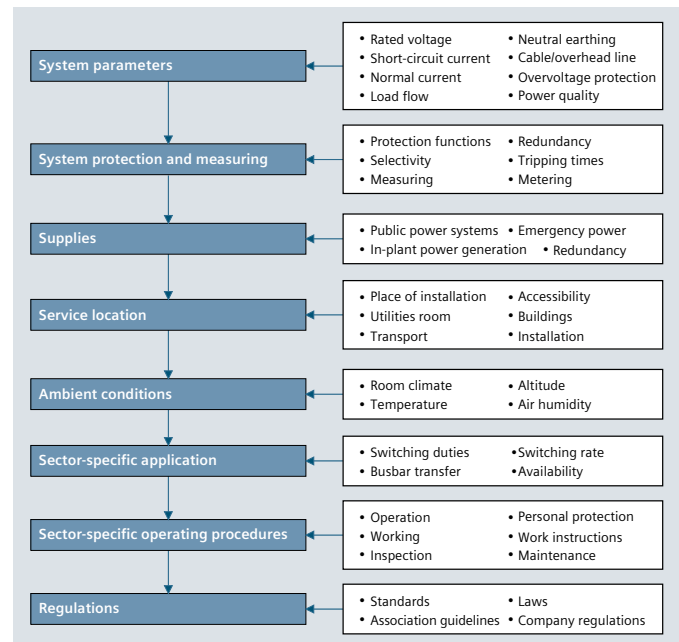 System parameters
• Rated voltage • Neutral earthing
• Short-circuit current • Cable/overhead line
• Normal current • Overvoltage protection
• Load flow • Power quality
System protection and measuring
• Protection functions • Redundancy
• Selectivity • Tripping times
• Measuring • Metering
Supplies
• Public power systems • Emergency power
• In-plant power generation • Redundancy
Service location
• Place of installation • Accessibility
• Utilities room • Buildings
• Transport • Installation
Ambient conditions
• Room climate • Altitude
• Temperature • Air humidity
Sector-specific application
• Switching duties •Switching rate
• Busbar transfer •Availability
Sector-specific operating procedures
• Operation • Personal protection
• Working • Work instructions
• Inspection • Maintenance
Regulations
• Standards • Laws
• Association guidelines • Company regulations